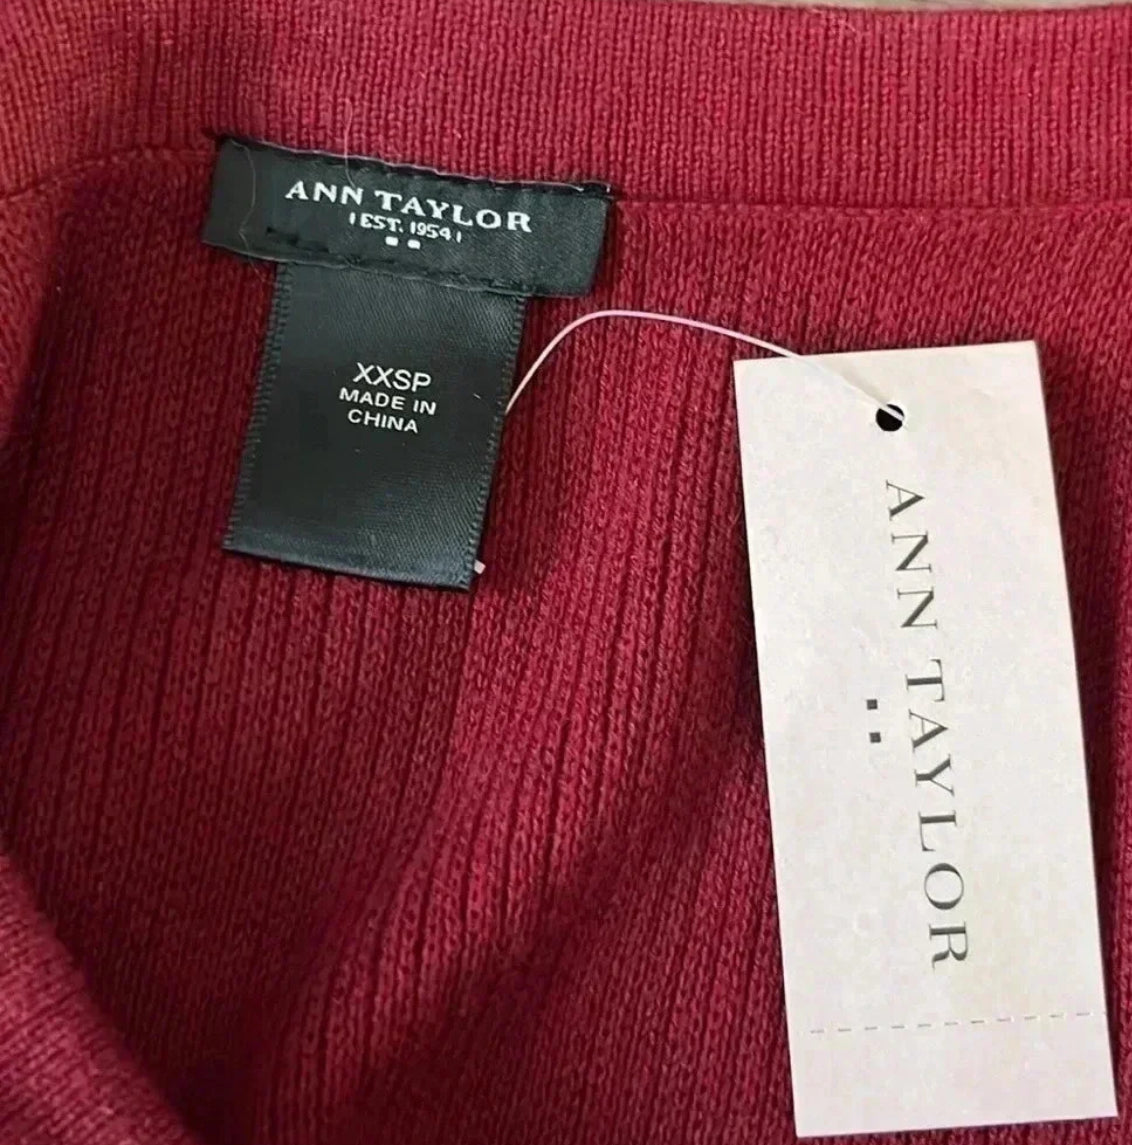 ANN TAYLOR
EST. 1954
XXSP
MADE IN
CHINA
ANN TAYLOR